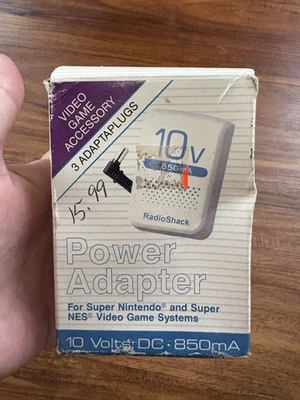 VIDEO
GAME
ACCESSORY
3 ADAPTAPLUGS
10V
850mA
15.99
RadioShack
Power
Adapter
For Super Nintendo® and Super
NES® Video Game Systems
10 Volts DC · 850mA